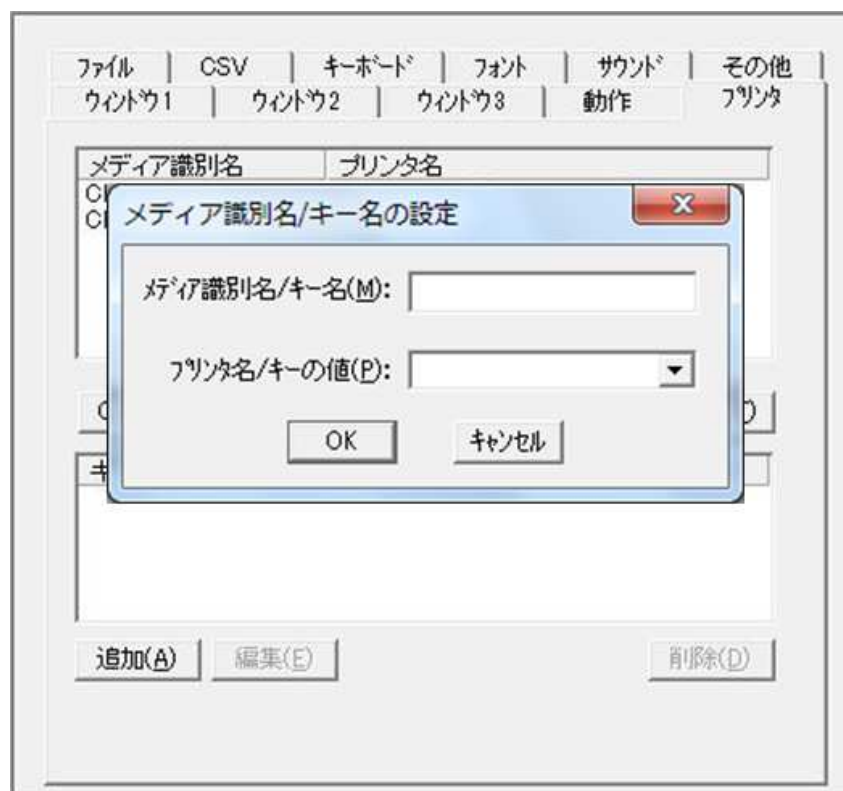 ファイル CSV キーボード フォント サウンド その他
ウィンドウ1 ウィンドウ2 ウィンドウ3 動作 プリンタ
メディア識別名 プリンタ名
メディア識別名/キー名の設定
メディア識別名/キー名(M):
プリンタ名/キーの値(P):
OK キャンセル
追加(A) 編集(E) 削除(D)